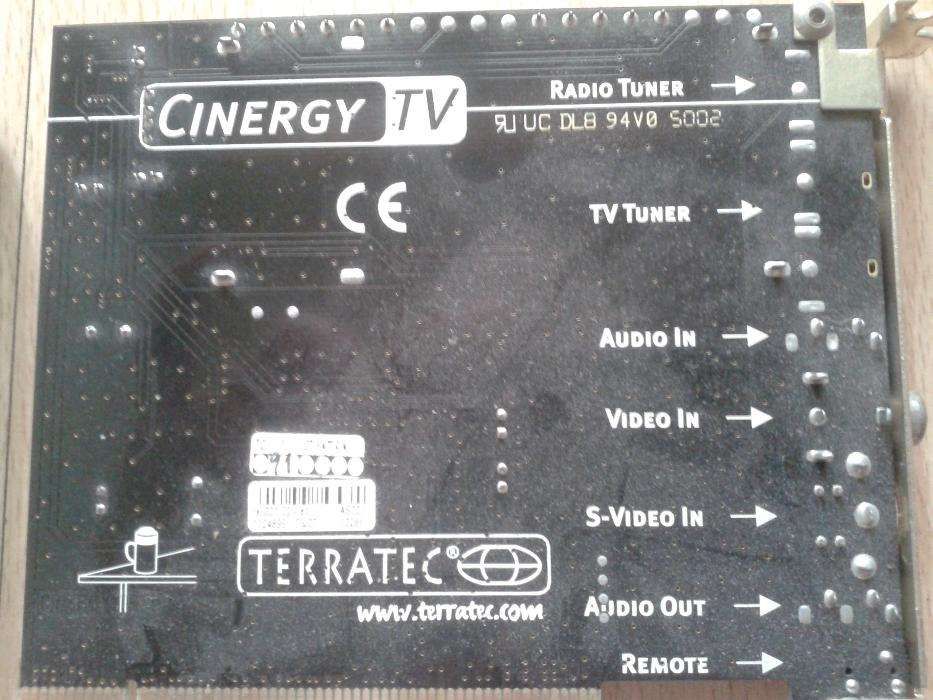 CINERGY TV
RADIO TUNER
UC DL8 94V0 5002
CE
TV TUNER
AUDIO IN
VIDEO IN
S-VIDEO IN
TERRATEC®
www.terratec.com
AUDIO OUT
REMOTE